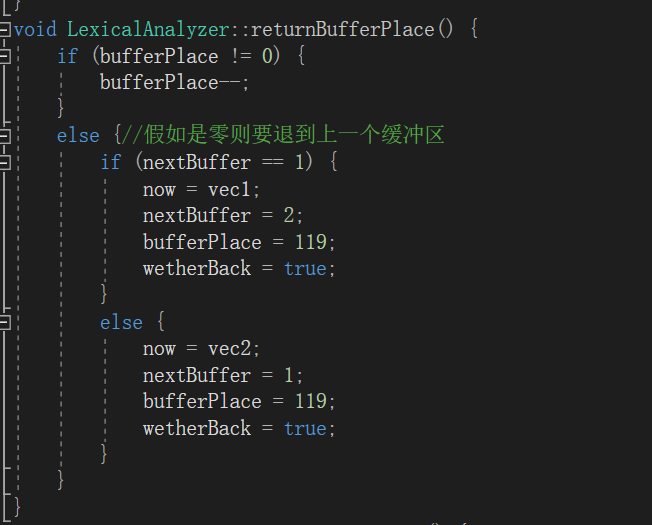 }
void LexicalAnalyzer::returnBufferPlace() {
if (bufferPlace != 0) {
bufferPlace--;
}
else {//假如是零则要退到上一个缓冲区
if (nextBuffer == 1) {
now = vec1;
nextBuffer = 2;
bufferPlace = 119;
wetherBack = true;
}
else {
now = vec2;
nextBuffer = 1;
bufferPlace = 119;
wetherBack = true;
}
}
}